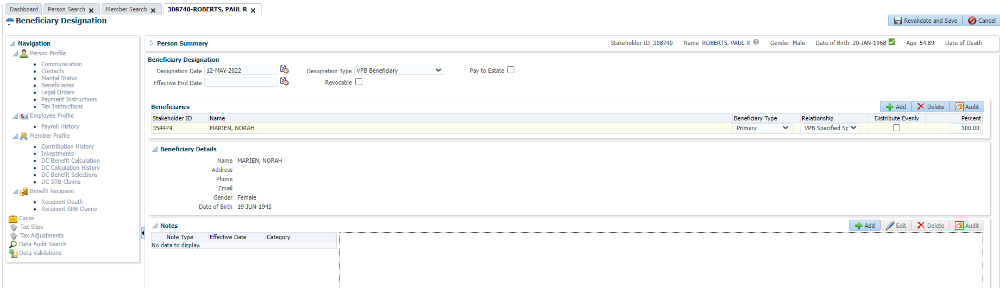 Dashboard Person Search Member Search 308740-ROBERTS, PAUL R
Beneficiary Designation Revalidate and Save Cancel
Navigation
Person Profile
Communication
Contacts
Marital Status
Beneficiaries
Legal Orders
Payment Instructions
Tax Instructions
Employee Profile
Payroll History
Member Profile
Contribution History
Investments
DC Benefit Calculation
DC Calculation History
DC Benefit Selections
DC SRB Claims
Benefit Recipient
Recipient Death
Recipient SRB Claims
Cases
Tax Slips
Tax Adjustments
Data Audit Search
Data Validations
Person Summary Stakeholder ID 308740 Name ROBERTS, PAUL R Gender Male Date of Birth 20-JAN-1968 Age 54.89 Date of Death
Beneficiary Designation
Designation Date 12-MAY-2022 Designation Type VPB Beneficiary Pay to Estate
Effective End Date Revocable
Beneficiaries Add Delete Audit
Stakeholder ID Name Beneficiary Type Relationship Distribute Evenly Percent
354474 MARIEN, NORAH Primary VPB Specified Sp 100.00
Beneficiary Details
Name MARIEN, NORAH
Address
Phone
Email
Gender Female
Date of Birth 19-JUN-1943
Notes Add Edit Delete Audit
Note Type Effective Date Category
No data to display.